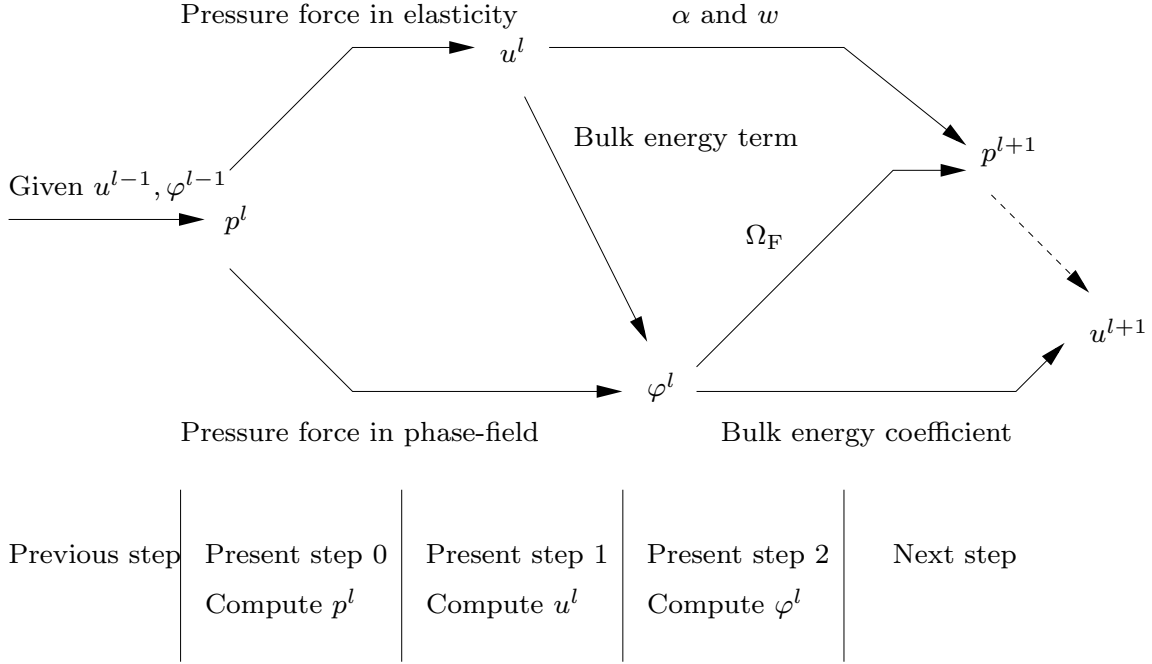 Pressure force in elasticity
α and w
u^l
Bulk energy term
p^{l+1}
Given u^{l−1}, φ^{l−1}
p^l
Ω_F
u^{l+1}
φ^l
Pressure force in phase-field
Bulk energy coefficient
Previous step
Present step 0
Compute p^l
Present step 1
Compute u^l
Present step 2
Compute φ^l
Next step